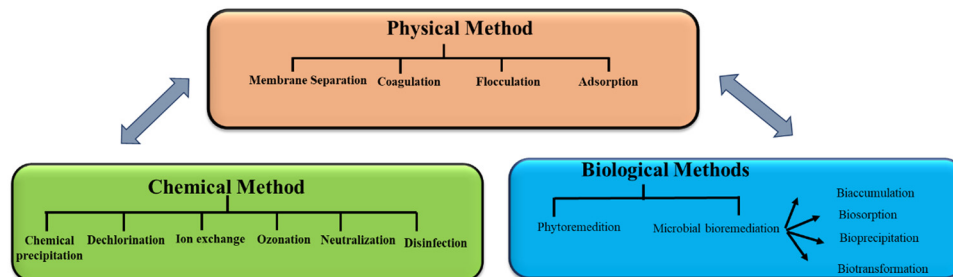 Physical Method
Membrane Separation Coagulation Flocculation Adsorption
Chemical Method
Chemical precipitation Dechlorination Ion exchange Ozonation Neutralization Disinfection
Biological Methods
Phytoremedition Microbial bioremediation
Biaccumulation
Biosorption
Bioprecipitation
Biotransformation